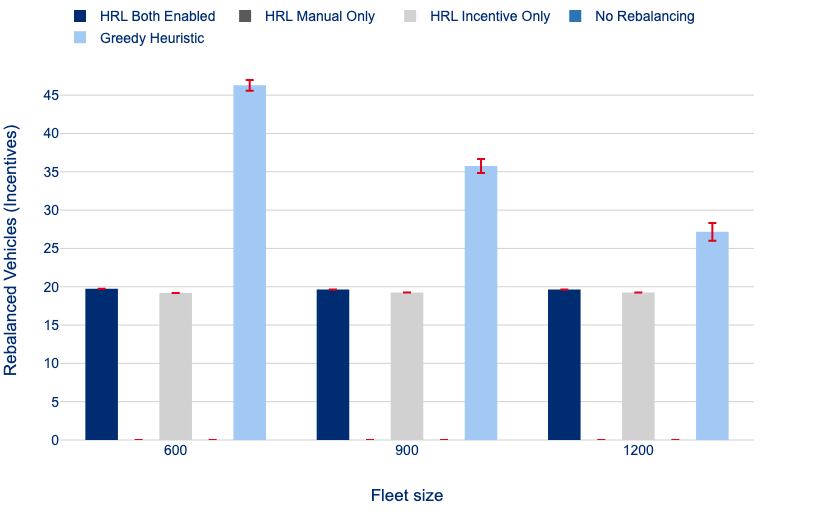 HRL Both Enabled HRL Manual Only HRL Incentive Only No Rebalancing
Greedy Heuristic
Rebalanced Vehicles (Incentives)
45
40
35
30
25
20
15
10
5
0
600 900 1200
Fleet size